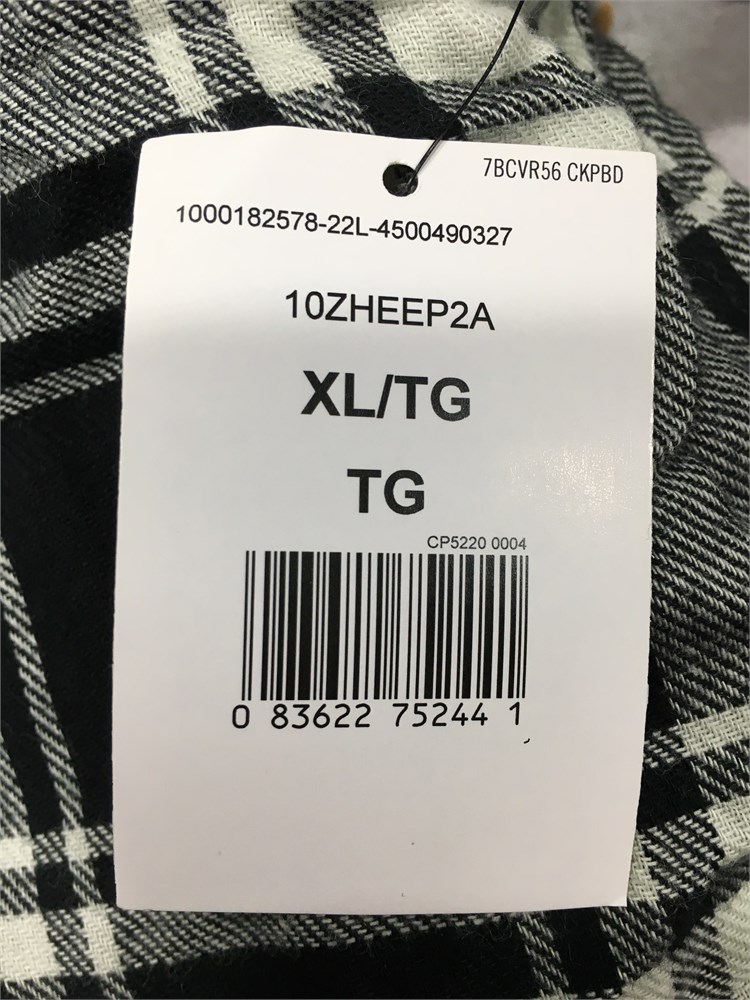 7BCVR56 CKPBD
1000182578-22L-4500490327
10ZHEEP2A
XL/TG
TG
CP5220 0004
0 83622 75244 1